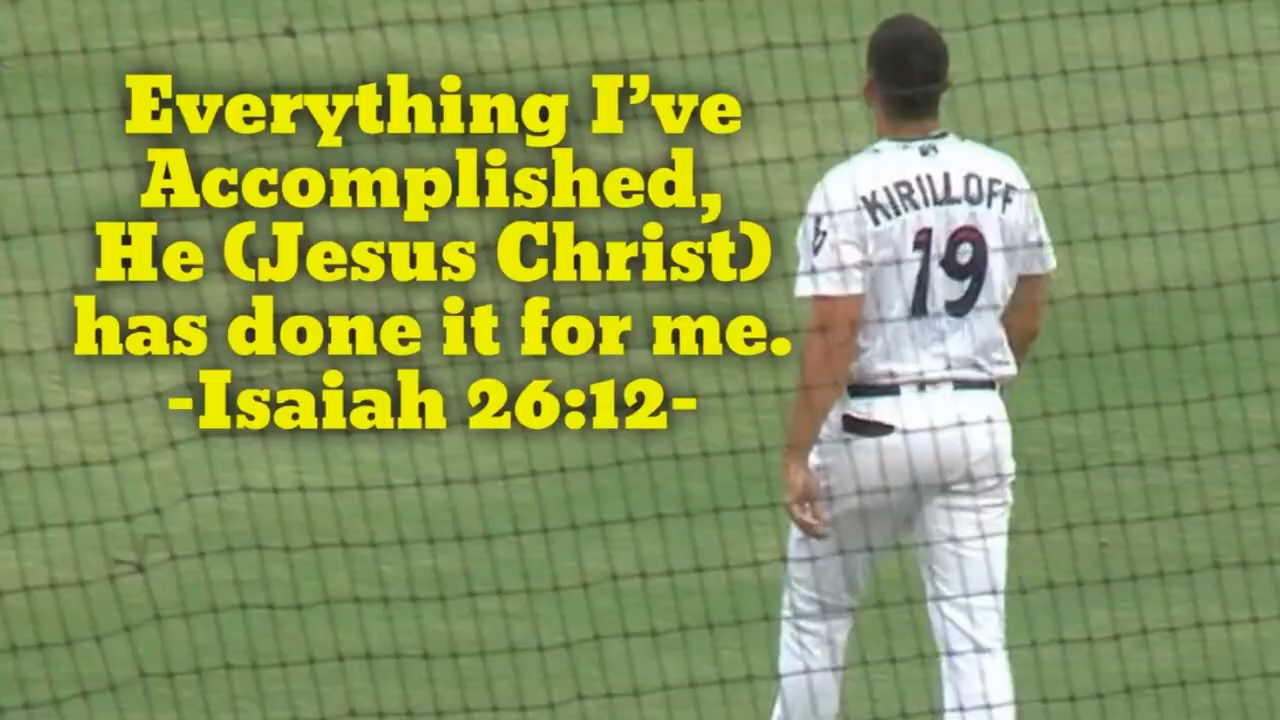 Everything I’ve
Accomplished,
He (Jesus Christ)
has done it for me.
-Isaiah 26:12-
KIRILLOFF
19